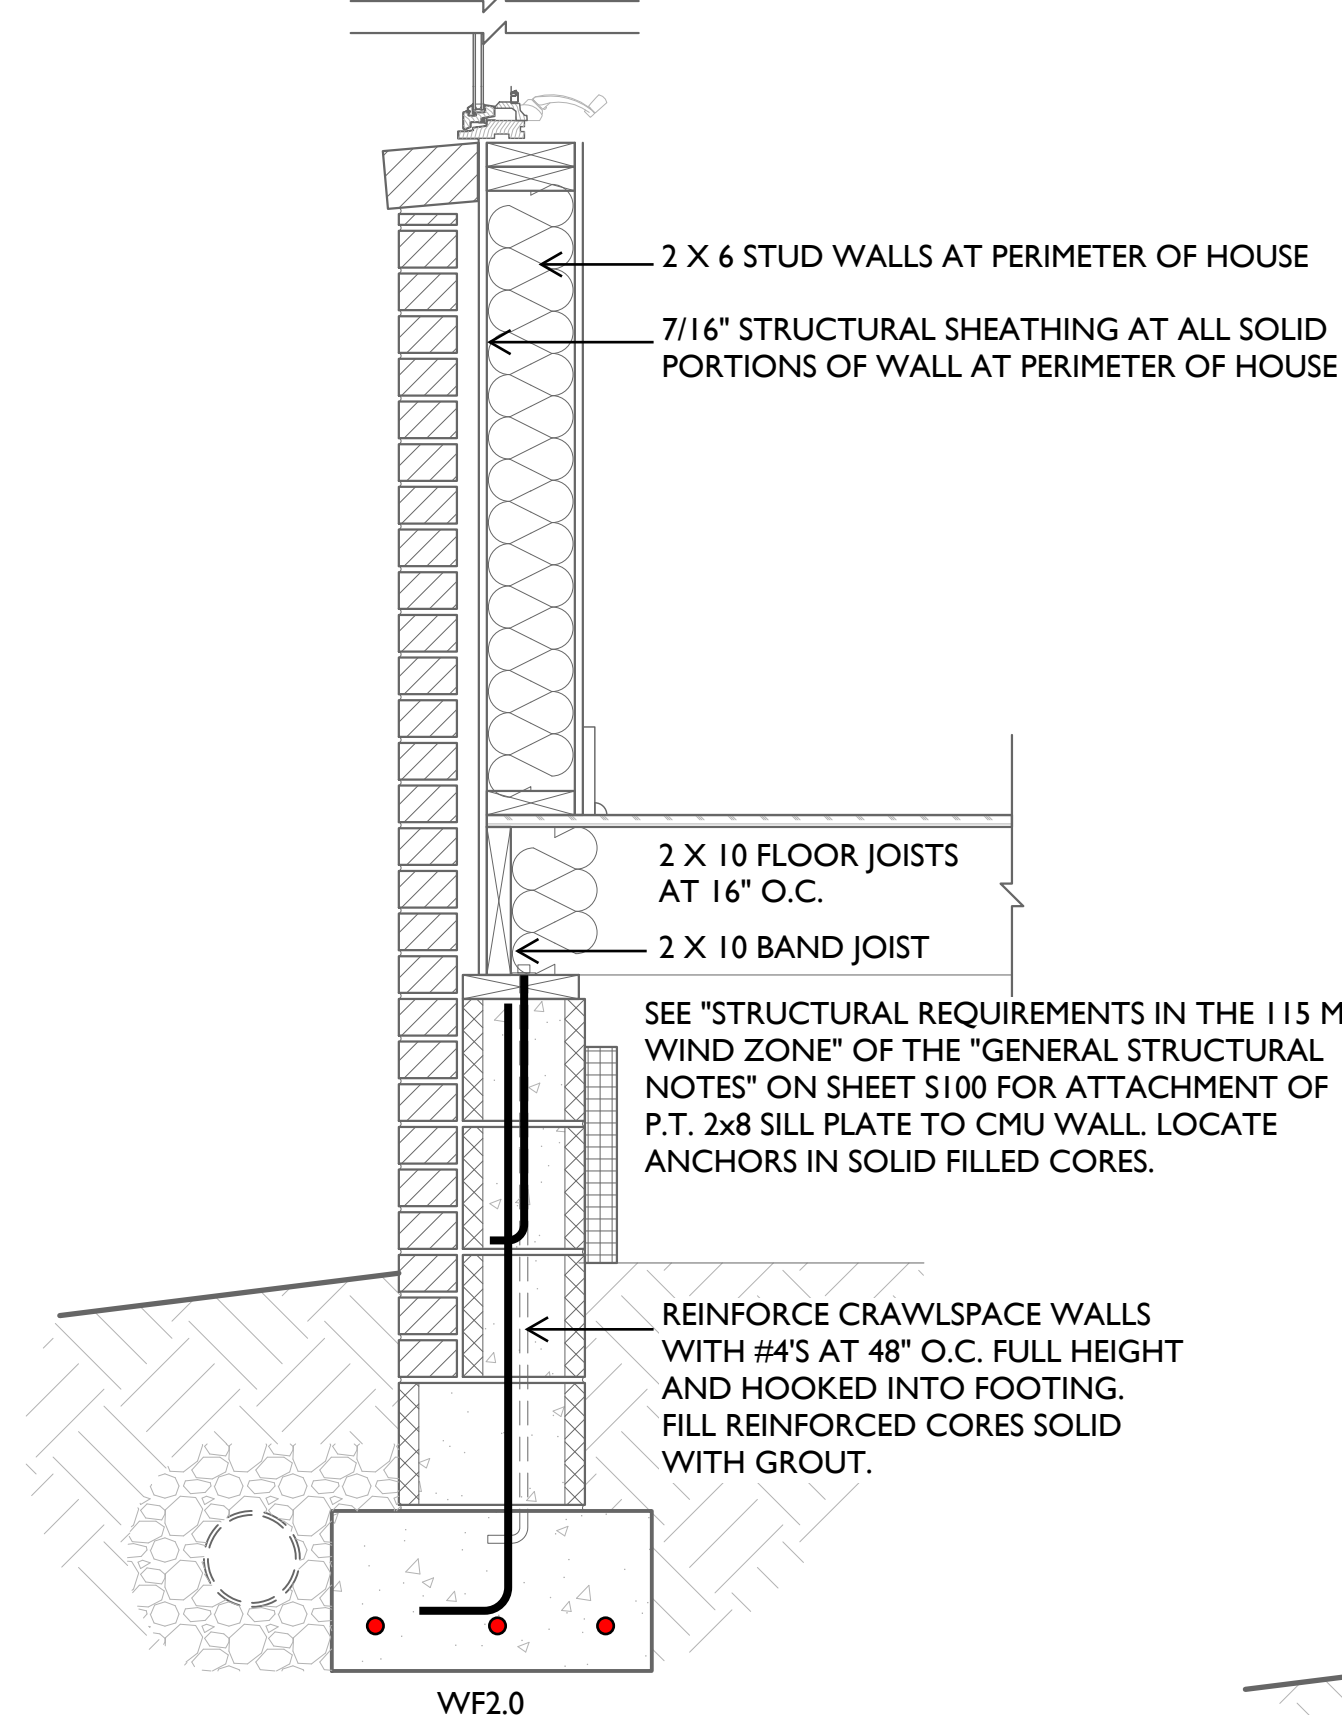 2 X 6 STUD WALLS AT PERIMETER OF HOUSE
7/16" STRUCTURAL SHEATHING AT ALL SOLID
PORTIONS OF WALL AT PERIMETER OF HOUSE
2 X 10 FLOOR JOISTS
AT 16" O.C.
2 X 10 BAND JOIST
SEE "STRUCTURAL REQUIREMENTS IN THE 115 M
WIND ZONE" OF THE "GENERAL STRUCTURAL
NOTES" ON SHEET S100 FOR ATTACHMENT OF
P.T. 2x8 SILL PLATE TO CMU WALL. LOCATE
ANCHORS IN SOLID FILLED CORES.
REINFORCE CRAWLSPACE WALLS
WITH #4'S AT 48" O.C. FULL HEIGHT
AND HOOKED INTO FOOTING.
FILL REINFORCED CORES SOLID
WITH GROUT.
WF2.0